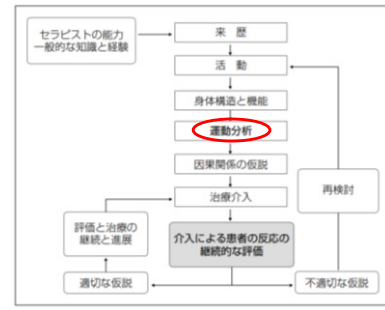 セラピストの能力
一般的な知識と経験
来 歴
活 動
身体構造と機能
運動分析
因果関係の仮説
治療介入
再検討
評価と治療の
継続と進展
介入による患者の反応の
継続的な評価
適切な仮説
不適切な仮説